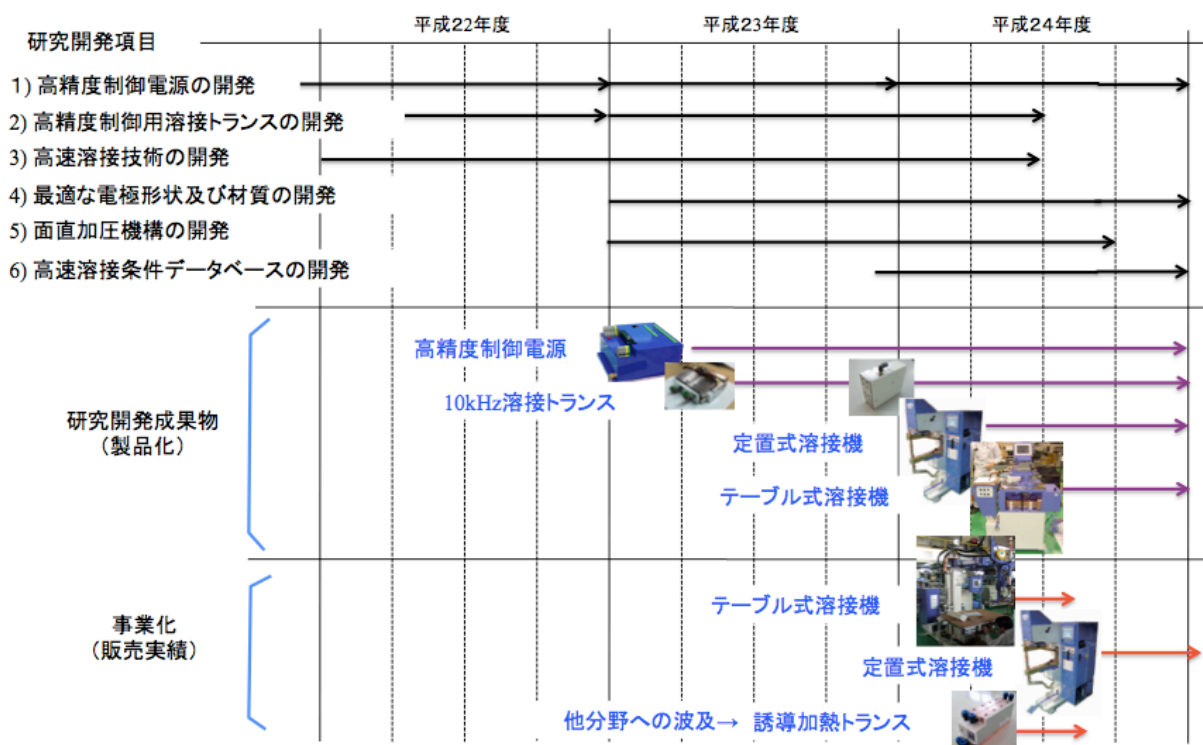 平成22年度
平成23年度
平成24年度
研究開発項目
1) 高精度制御電源の開発
2) 高精度制御用溶接トランスの開発
3) 高速溶接技術の開発
4) 最適な電極形状及び材質の開発
5) 面直加圧機構の開発
6) 高速溶接条件データベースの開発
高精度制御電源
10kHz溶接トランス
研究開発成果物
（製品化）
定置式溶接機
テーブル式溶接機
テーブル式溶接機
事業化
（販売実績）
定置式溶接機
他分野への波及→ 誘導加熱トランス